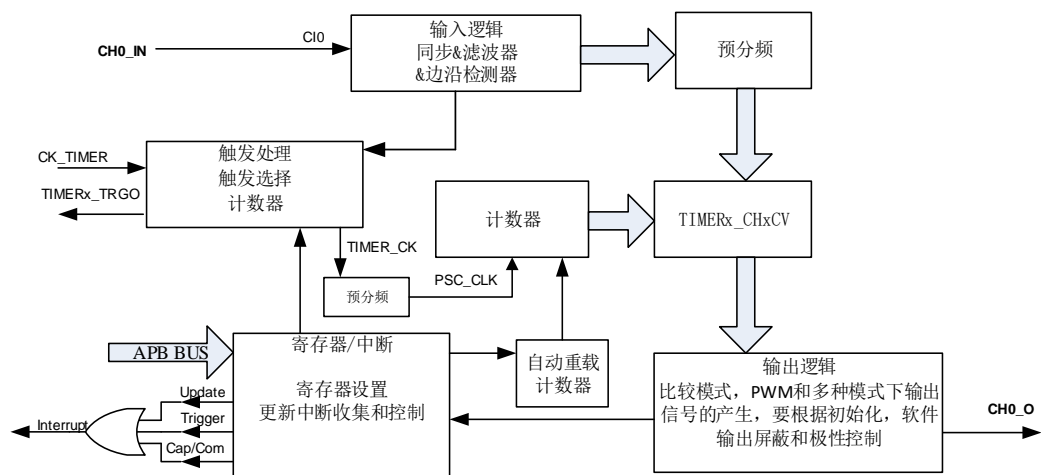 CH0_IN
CI0
输入逻辑
同步&滤波器
&边沿检测器
预分频
CK_TIMER
TIMERx_TRGO
触发处理
触发选择
计数器
计数器
TIMERx_CHxCV
TIMER_CK
预分频
PSC_CLK
APB BUS
寄存器/中断
寄存器设置
更新中断收集和控制
自动重载
计数器
输出逻辑
比较模式，PWM和多种模式下输出
信号的产生，要根据初始化，软件
输出屏蔽和极性控制
CH0_O
Update
Trigger
Cap/Com
Interrupt